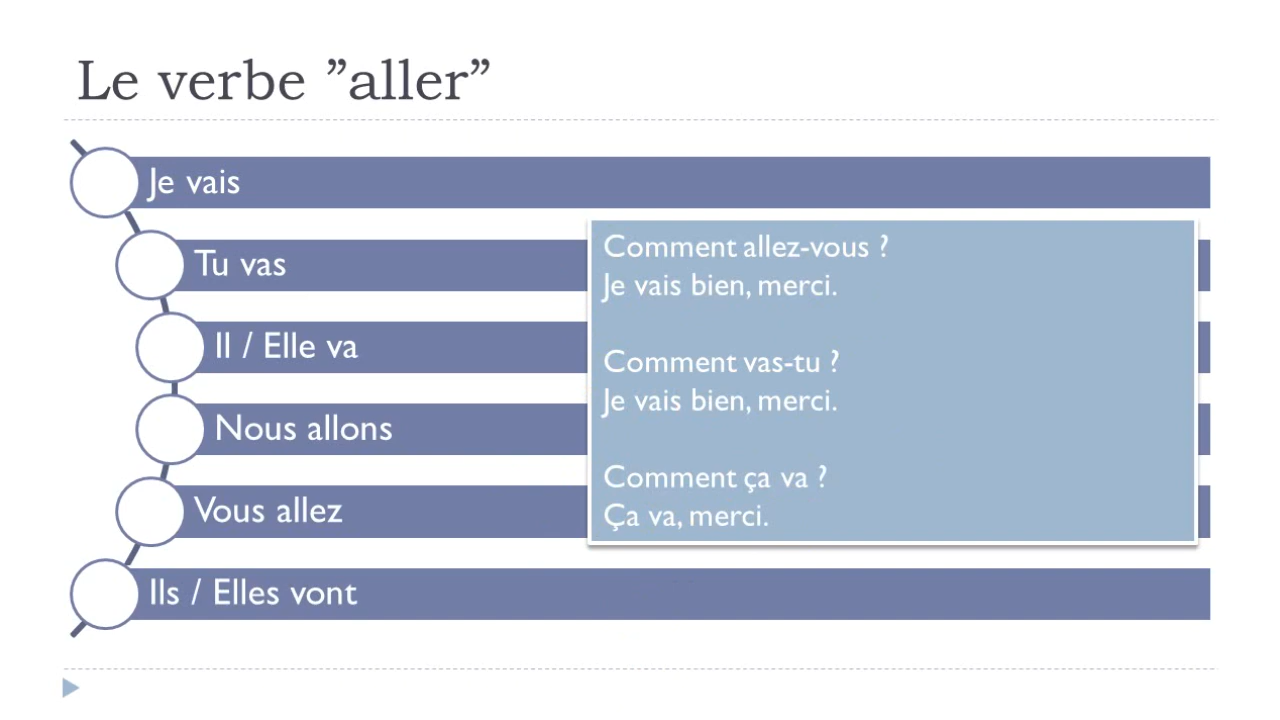 Le verbe ”aller”
Je vais
Tu vas
Il / Elle va
Nous allons
Vous allez
Ils / Elles vont
Comment allez-vous ?
Je vais bien, merci.
Comment vas-tu ?
Je vais bien, merci.
Comment ça va ?
Ça va, merci.